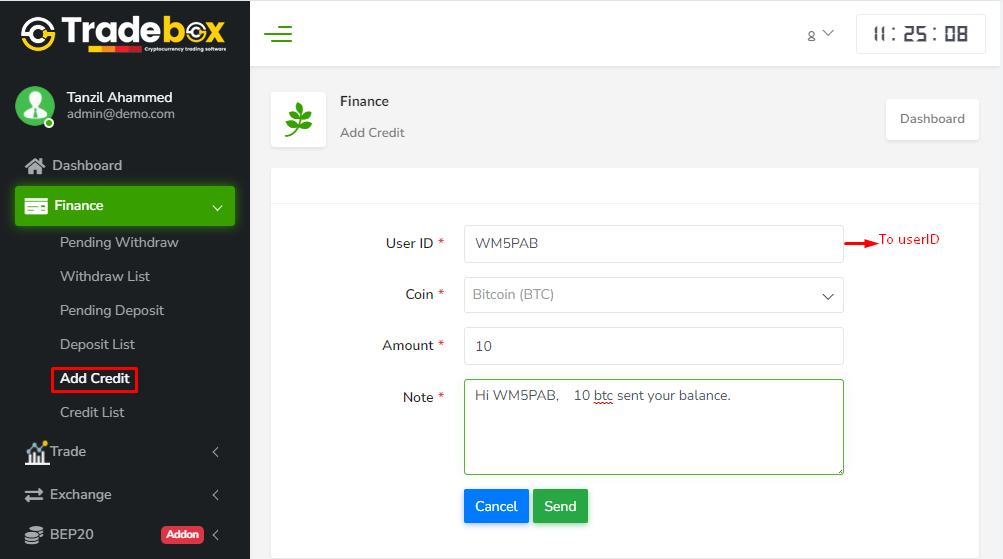 Tradebox
Cryptocurrency trading software
11:25:08
Tanzil Ahammed
admin@demo.com
Dashboard
Finance
Pending Withdraw
Withdraw List
Pending Deposit
Deposit List
Add Credit
Credit List
Trade
Exchange
BEP20 Addon
Finance
Add Credit
Dashboard
User ID * WM5PAB To userID
Coin * Bitcoin (BTC)
Amount * 10
Note * Hi WM5PAB, 10 btc sent your balance.
Cancel Send